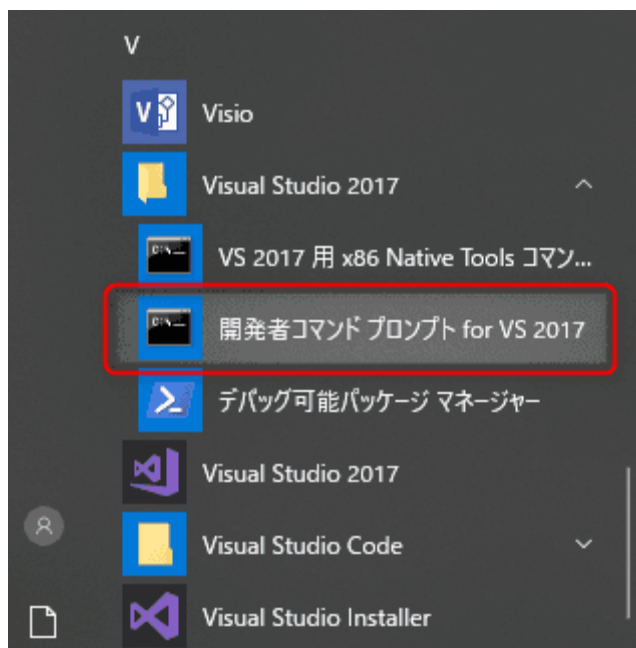 V
Visio
Visual Studio 2017
VS 2017 用 x86 Native Tools コマン...
開発者コマンド プロンプト for VS 2017
デバッグ可能パッケージ マネージャー
Visual Studio 2017
Visual Studio Code
Visual Studio Installer